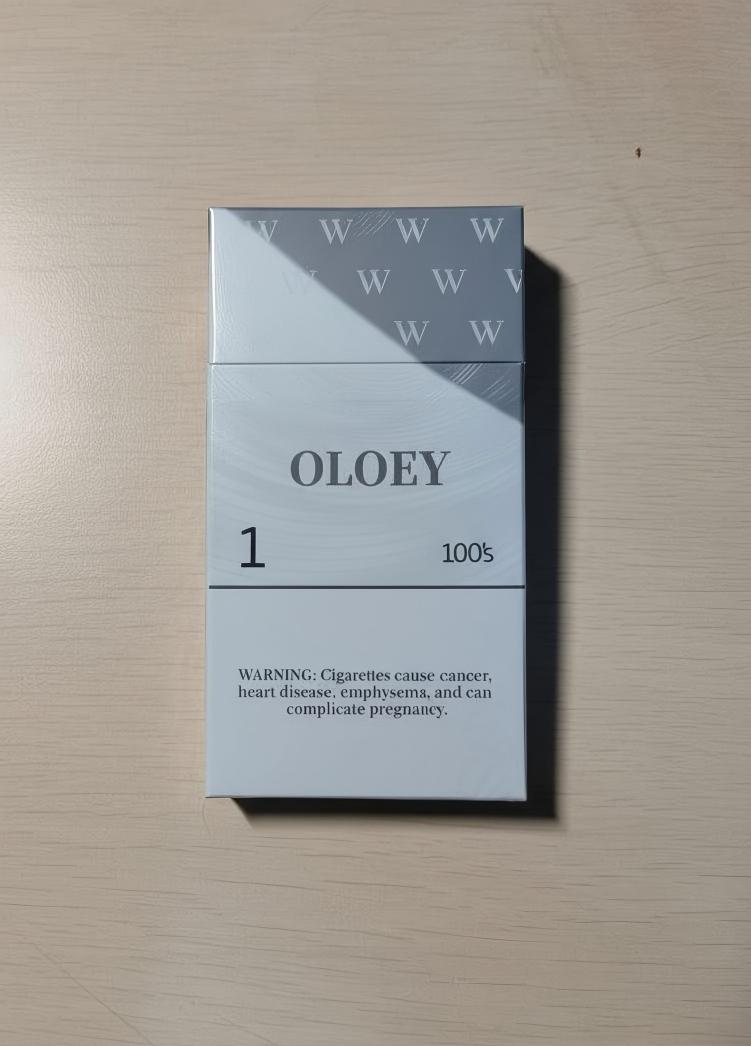 W W W W
W W W W
W W
OLOEY
1 100's
WARNING: Cigarettes cause cancer,
heart disease, emphysema, and can
complicate pregnancy.